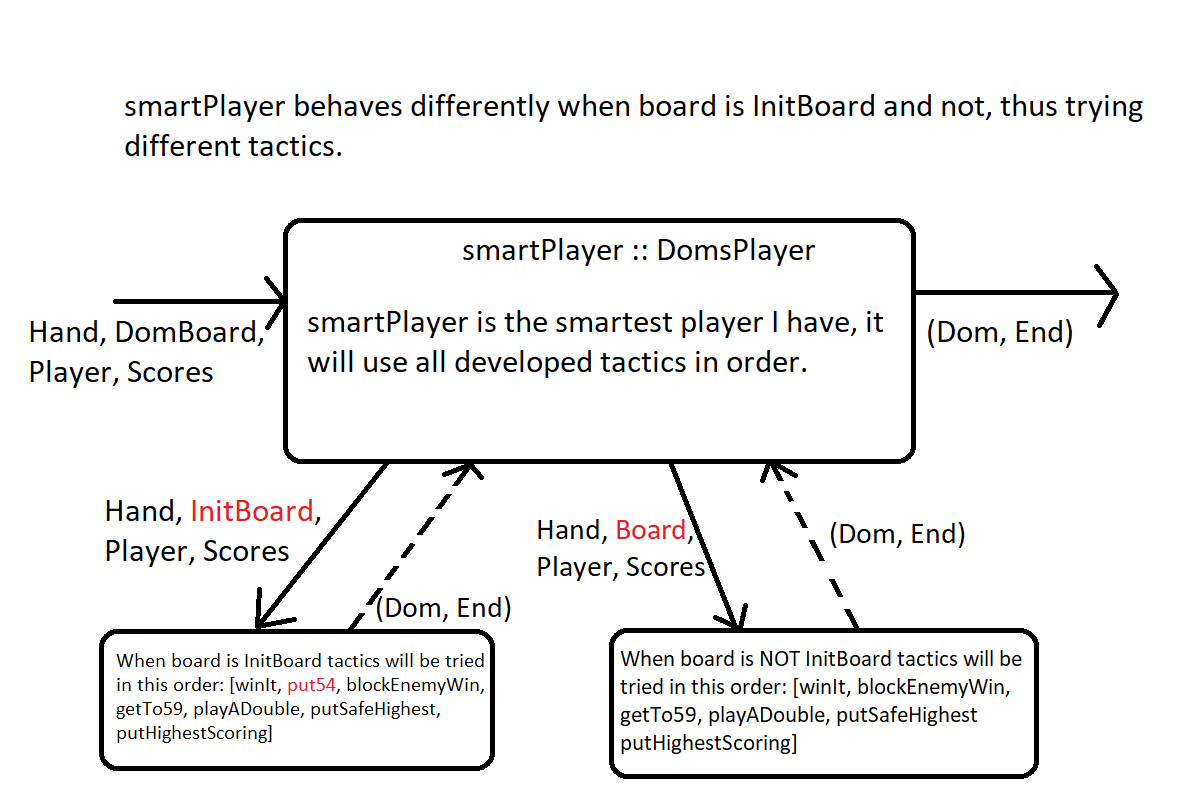 smartPlayer behaves differently when board is InitBoard and not, thus trying
different tactics.
smartPlayer :: DomsPlayer
smartPlayer is the smartest player I have, it
will use all developed tactics in order.
Hand, DomBoard,
Player, Scores
(Dom, End)
Hand, InitBoard,
Player, Scores
(Dom, End)
Hand, Board,
Player, Scores
(Dom, End)
When board is InitBoard tactics will be tried
in this order: [winIt, put54, blockEnemyWin,
getTo59, playADouble, putSafeHighest,
putHighestScoring]
When board is NOT InitBoard tactics will be
tried in this order: [winIt, blockEnemyWin,
getTo59, playADouble, putSafeHighest
putHighestScoring]